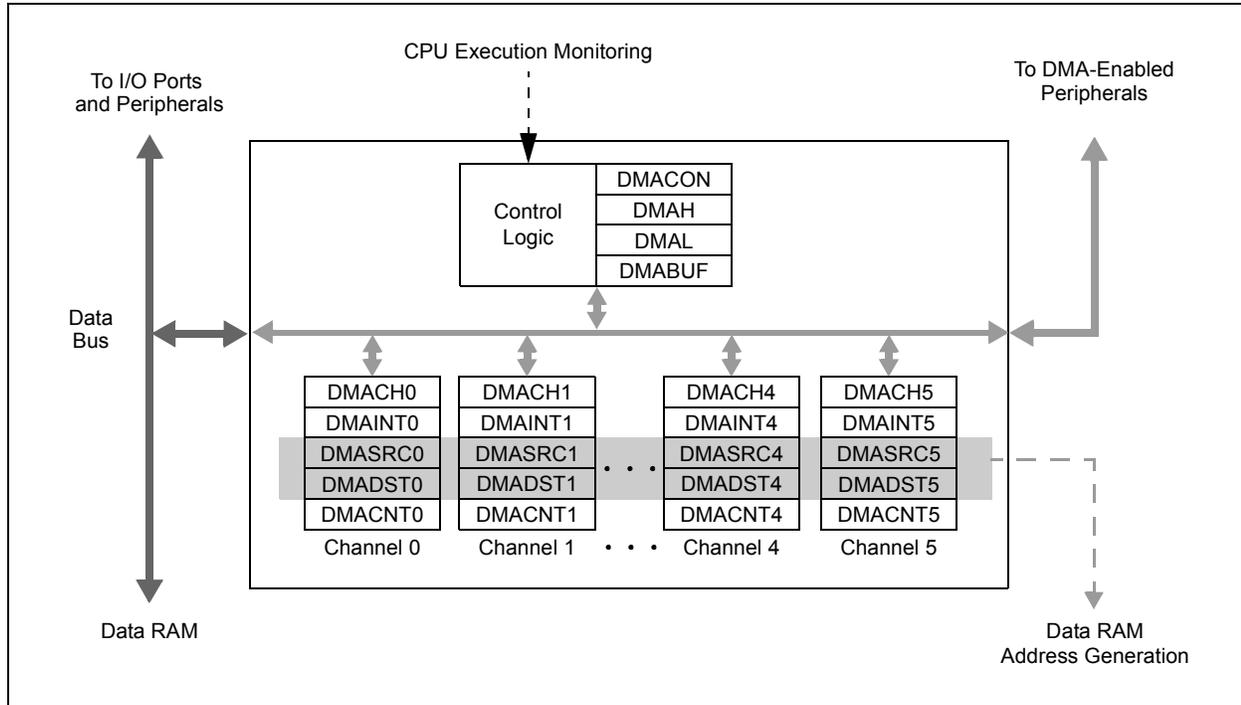 CPU Execution Monitoring
To I/O Ports
and Peripherals
To DMA-Enabled
Peripherals
Control
Logic
DMACON
DMAH
DMAL
DMABUF
Data
Bus
DMACH0
DMAINT0
DMASRC0
DMADST0
DMACNT0
Channel 0
DMACH1
DMAINT1
DMASRC1
DMADST1
DMACNT1
Channel 1
. . .
. . .
DMACH4
DMAINT4
DMASRC4
DMADST4
DMACNT4
Channel 4
DMACH5
DMAINT5
DMASRC5
DMADST5
DMACNT5
Channel 5
Data RAM
Data RAM
Address Generation